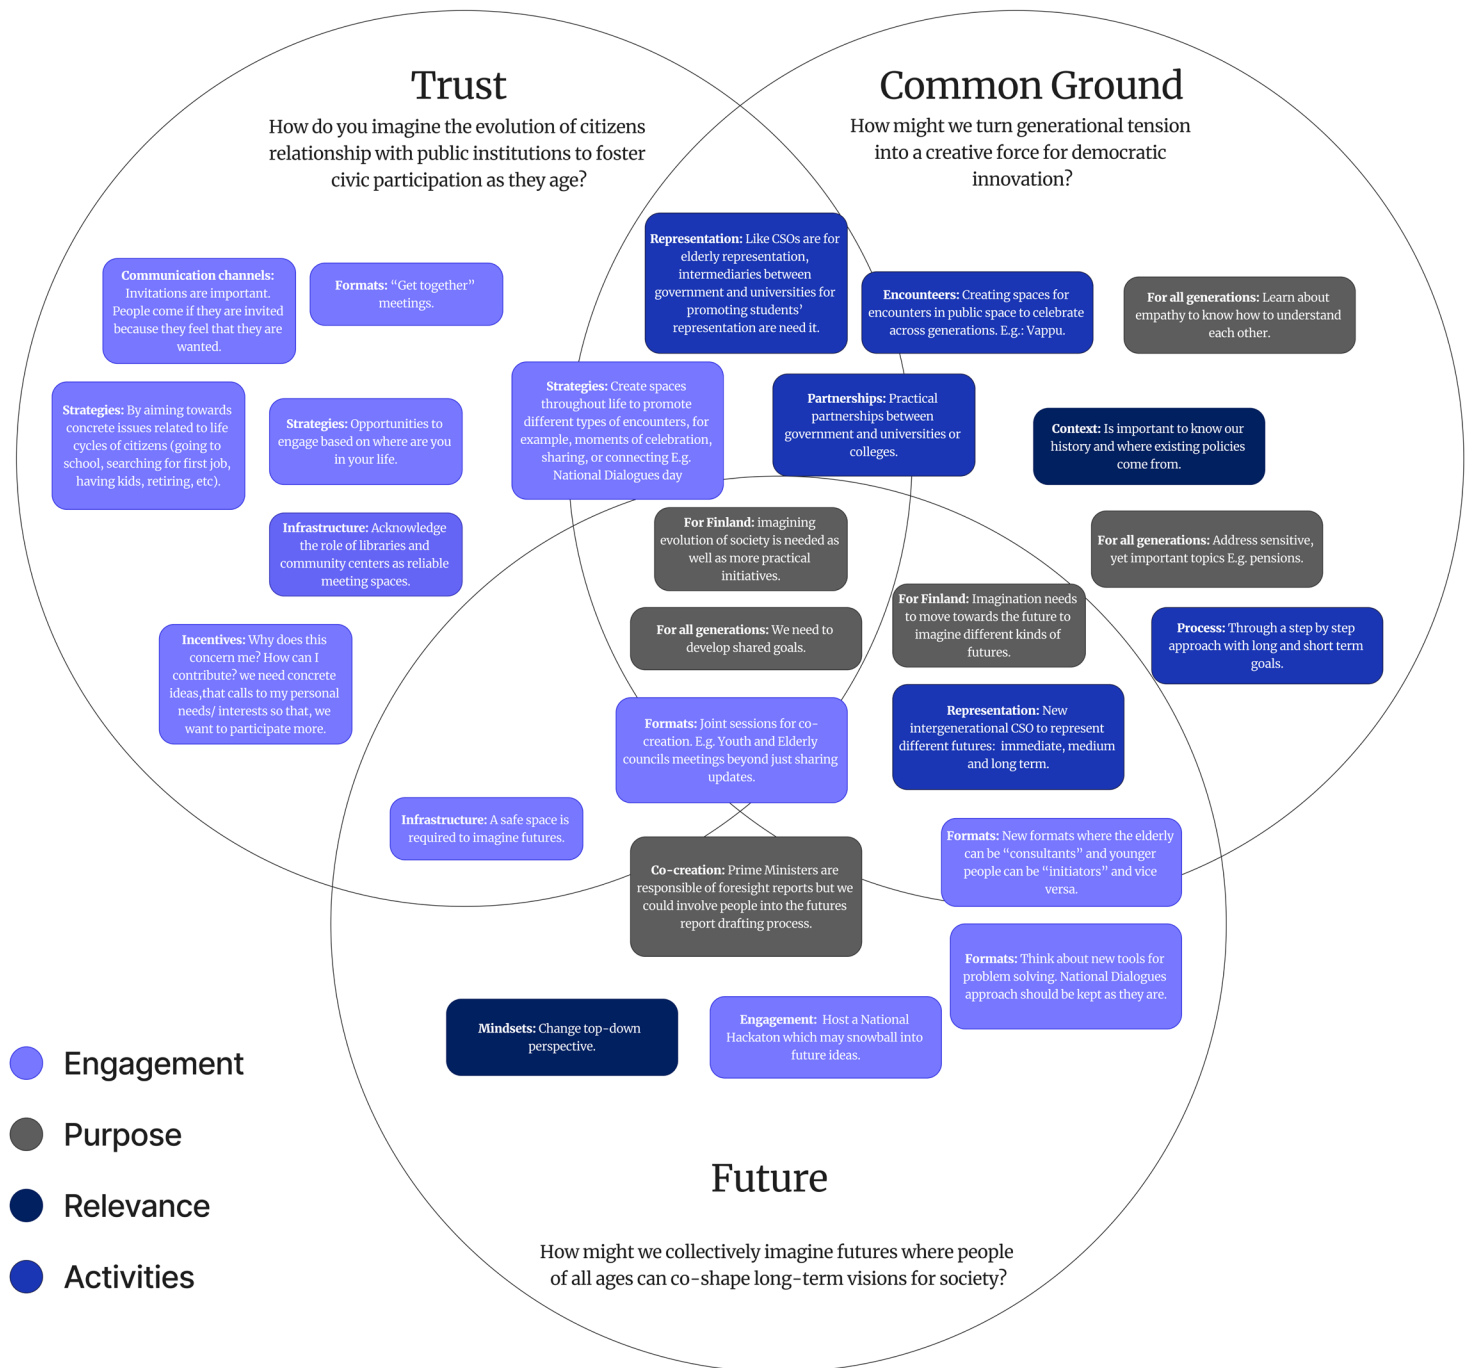 Trust
How do you imagine the evolution of citizens
relationship with public institutions to foster
civic participation as they age?
Common Ground
How might we turn generational tension
into a creative force for democratic
innovation?
Representation: Like CSOs are for
elderly representation,
intermediaries between
government and universities for
promoting students’
representation are need it.
Communication channels:
Invitations are important.
People come if they are invited
because they feel that they are
wanted.
Formats: “Get together”
meetings.
Encounteers: Creating spaces for
encounters in public space to celebrate
across generations. E.g.: Vappu.
For all generations: Learn about
empathy to know how to understand
each other.
Strategies: By aiming towards
concrete issues related to life
cycles of citizens (going to
school, searching for first job,
having kids, retiring, etc).
Strategies: Opportunities to
engage based on where are you
in your life.
Strategies: Create spaces
throughout life to promote
different types of encounters, for
example, moments of celebration,
sharing, or connecting E.g.
National Dialogues day
Partnerships: Practical
partnerships between
government and universities or
colleges.
Context: Is important to know our
history and where existing policies
come from.
Infrastructure: Acknowledge
the role of libraries and
community centers as reliable
meeting spaces.
For Finland: imagining
evolution of society is needed as
well as more practical
initiatives.
For all generations: Address sensitive,
yet important topics E.g. pensions.
For all generations: We need to
develop shared goals.
For Finland: Imagination needs
to move towards the future to
imagine different kinds of
futures.
Process: Through a step by step
approach with long and short term
goals.
Incentives: Why does this
concern me? How can I
contribute? we need concrete
ideas,that calls to my personal
needs/ interests so that, we
want to participate more.
Formats: Joint sessions for co-
creation. E.g. Youth and Elderly
councils meetings beyond just sharing
updates.
Representation: New
intergenerational CSO to represent
different futures: immediate, medium
and long term.
Infrastructure: A safe space is
required to imagine futures.
Co-creation: Prime Ministers are
responsible of foresight reports but we
could involve people into the futures
report drafting process.
Formats: New formats where the elderly
can be “consultants” and younger
people can be “initiators” and vice
versa.
Formats: Think about new tools for
problem solving. National Dialogues
approach should be kept as they are.
Mindsets: Change top-down
perspective.
Engagement: Host a National
Hackaton which may snowball into
future ideas.
Engagement
Purpose
Relevance
Activities
Future
How might we collectively imagine futures where people
of all ages can co-shape long-term visions for society?